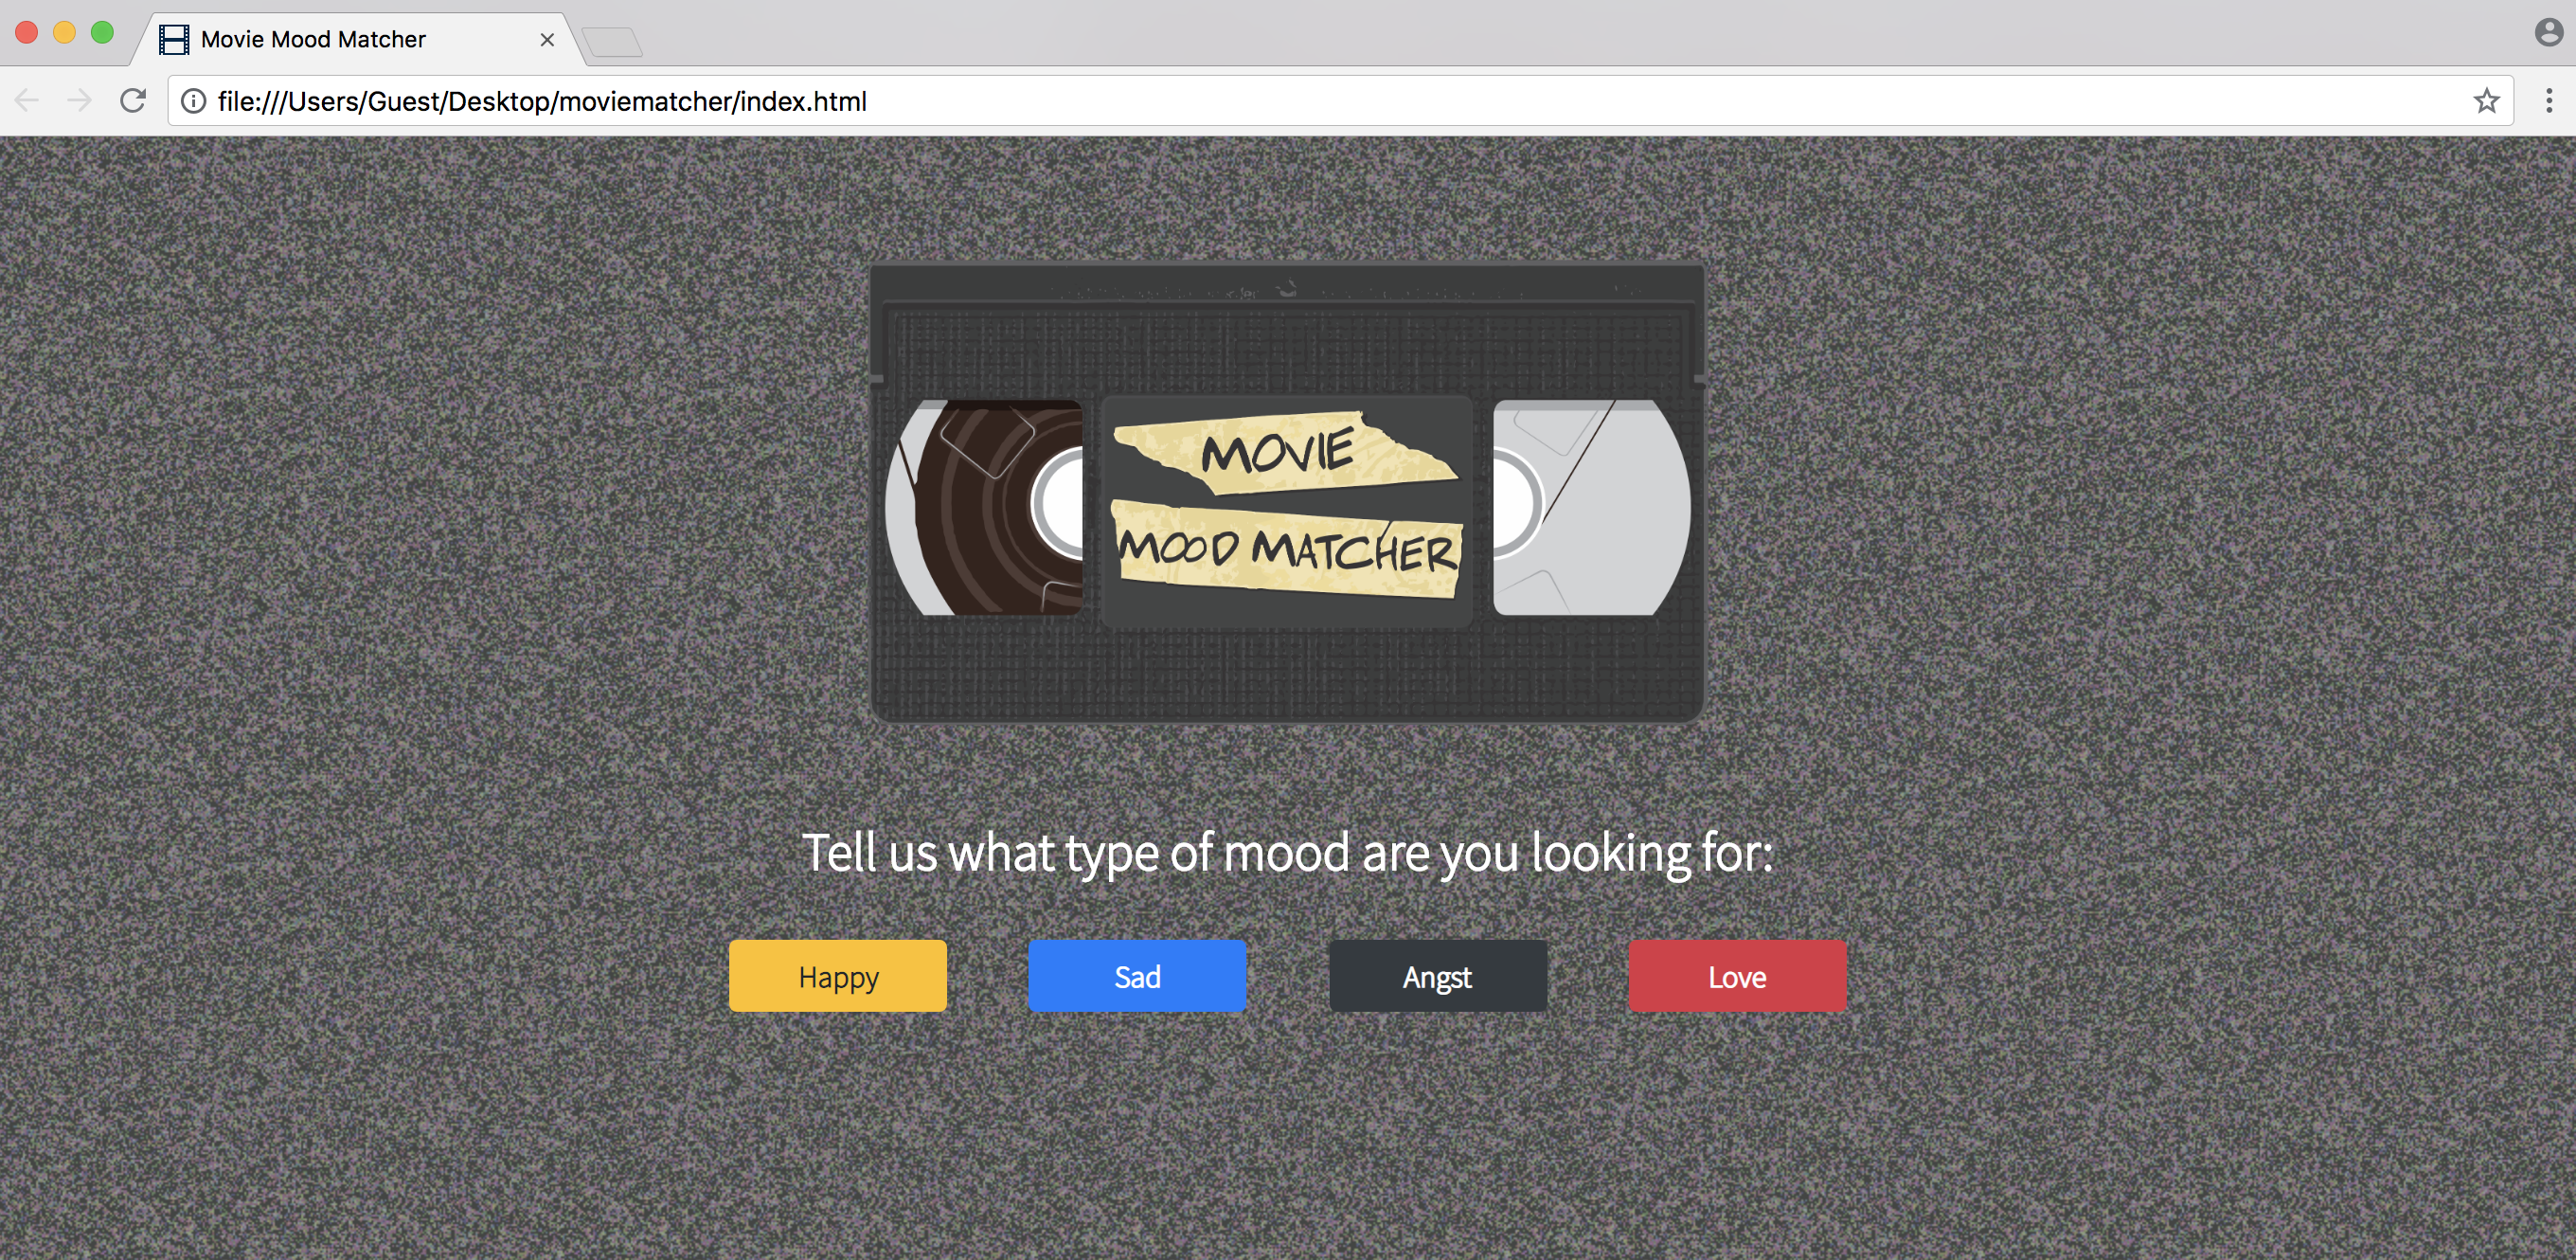 Movie Mood Matcher
file:///Users/Guest/Desktop/moviematcher/index.html
MOVIE
MOOD MATCHER
Tell us what type of mood are you looking for:
Happy
Sad
Angst
Love